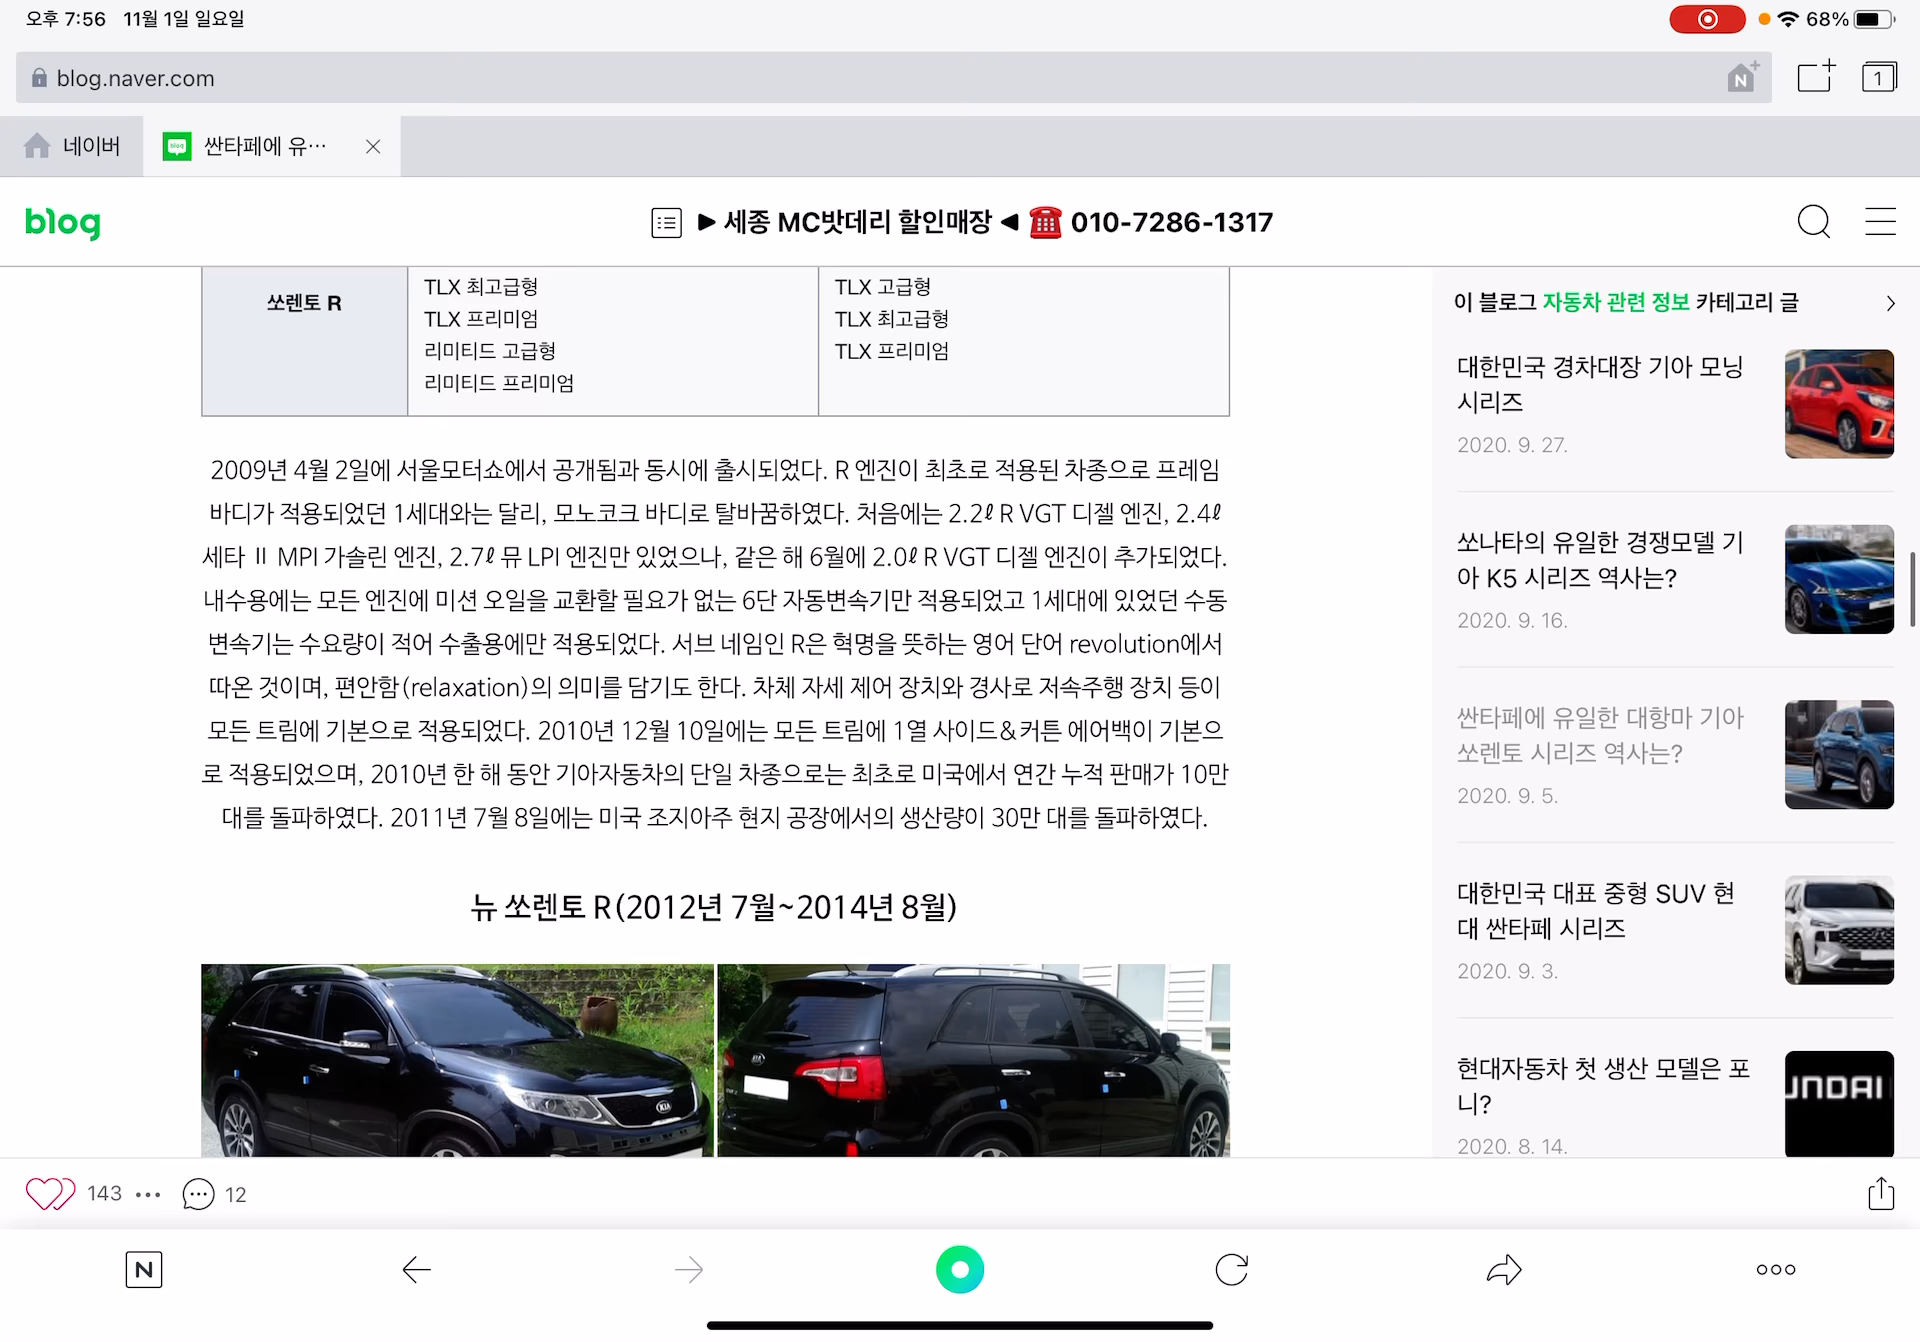 오후 7:56 11월 1일 일요일
68%
blog.naver.com
N
1
네이버
blog
싼타페에 유…
blog
▶ 세종 MC밧데리 할인매장 ◀ ☎ 010-7286-1317
쏘렌토 R
TLX 최고급형
TLX 프리미엄
리미티드 고급형
리미티드 프리미엄
TLX 고급형
TLX 최고급형
TLX 프리미엄
2009년 4월 2일에 서울모터쇼에서 공개됨과 동시에 출시되었다. R 엔진이 최초로 적용된 차종으로 프레임
바디가 적용되었던 1세대와는 달리, 모노코크 바디로 탈바꿈하였다. 처음에는 2.2ℓ R VGT 디젤 엔진, 2.4ℓ
세타 Ⅱ MPI 가솔린 엔진, 2.7ℓ 뮤 LPI 엔진만 있었으나, 같은 해 6월에 2.0ℓ R VGT 디젤 엔진이 추가되었다.
내수용에는 모든 엔진에 미션 오일을 교환할 필요가 없는 6단 자동변속기만 적용되었고 1세대에 있었던 수동
변속기는 수요량이 적어 수출용에만 적용되었다. 서브 네임인 R은 혁명을 뜻하는 영어 단어 revolution에서
따온 것이며, 편안함(relaxation)의 의미를 담기도 한다. 차체 자세 제어 장치와 경사로 저속주행 장치 등이
모든 트림에 기본으로 적용되었다. 2010년 12월 10일에는 모든 트림에 1열 사이드&커튼 에어백이 기본으
로 적용되었으며, 2010년 한 해 동안 기아자동차의 단일 차종으로는 최초로 미국에서 연간 누적 판매가 10만
대를 돌파하였다. 2011년 7월 8일에는 미국 조지아주 현지 공장에서의 생산량이 30만 대를 돌파하였다.
뉴 쏘렌토 R(2012년 7월~2014년 8월)
KIA
KIA
이 블로그 자동차 관련 정보 카테고리 글
대한민국 경차대장 기아 모닝
시리즈
2020. 9. 27.
쏘나타의 유일한 경쟁모델 기
아 K5 시리즈 역사는?
2020. 9. 16.
싼타페에 유일한 대항마 기아
쏘렌토 시리즈 역사는?
2020. 9. 5.
대한민국 대표 중형 SUV 현
대 싼타페 시리즈
2020. 9. 3.
현대자동차 첫 생산 모델은 포
니?
2020. 8. 14.
UNDAI
143
12
N